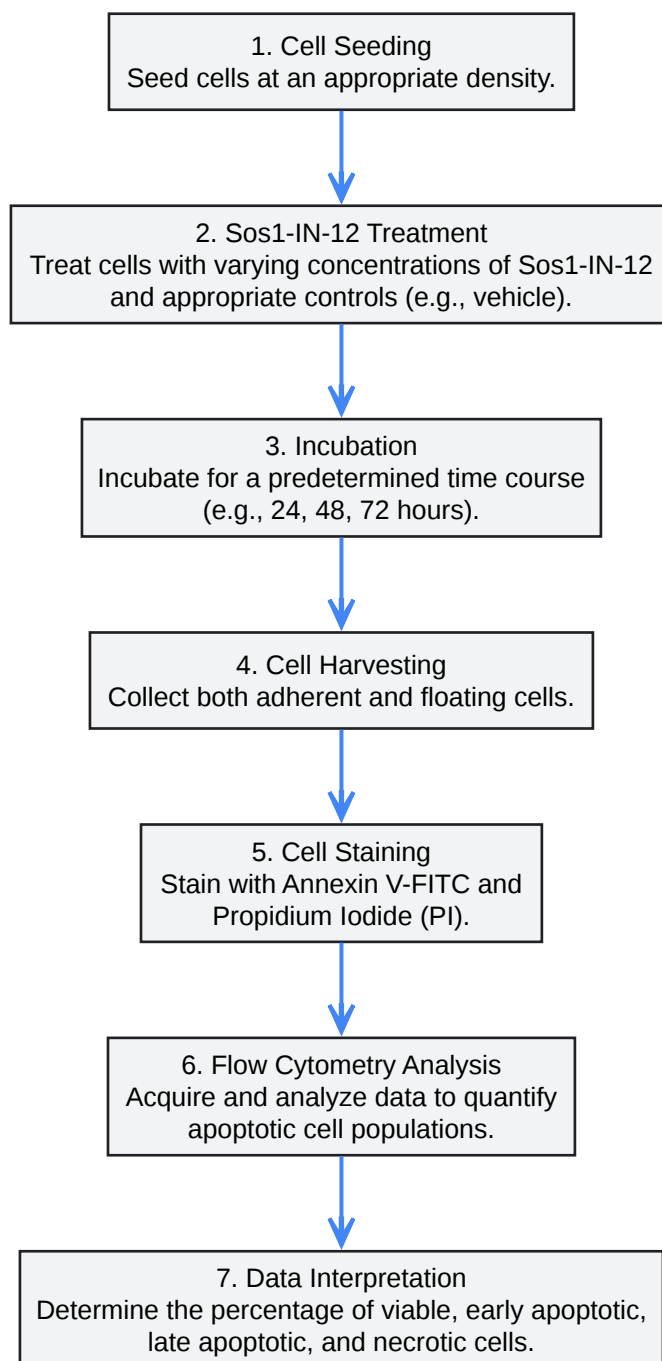 1. Cell Seeding
Seed cells at an appropriate density.
2. Sos1-IN-12 Treatment
Treat cells with varying concentrations of Sos1-IN-12
and appropriate controls (e.g., vehicle).
3. Incubation
Incubate for a predetermined time course
(e.g., 24, 48, 72 hours).
4. Cell Harvesting
Collect both adherent and floating cells.
5. Cell Staining
Stain with Annexin V-FITC and
Propidium Iodide (PI).
6. Flow Cytometry Analysis
Acquire and analyze data to quantify
apoptotic cell populations.
7. Data Interpretation
Determine the percentage of viable, early apoptotic,
late apoptotic, and necrotic cells.